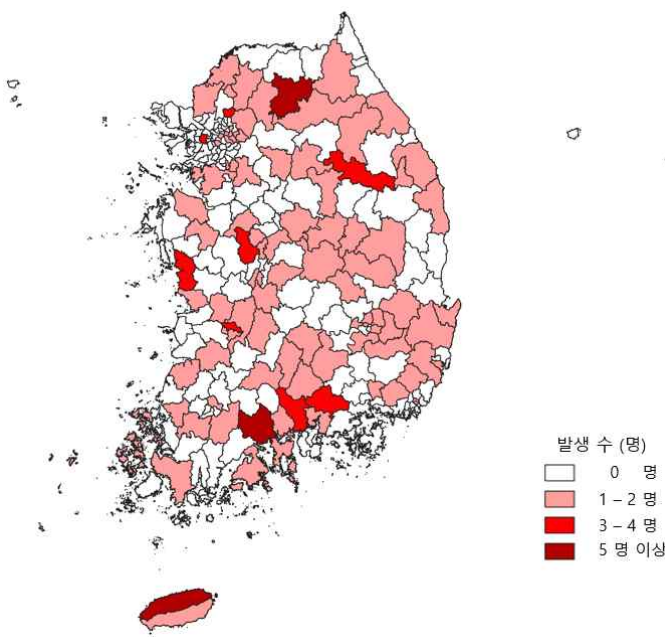 발생 수 (명)
0 명
1 – 2 명
3 – 4 명
5 명 이상